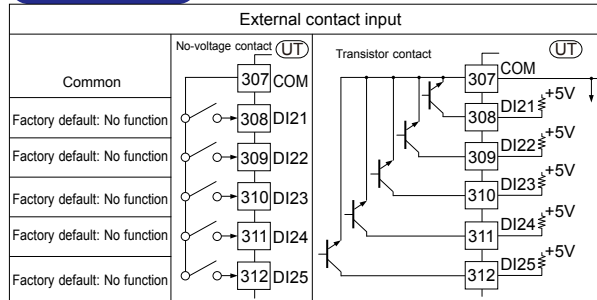 External contact input
No-voltage contact UT
Transistor contact UT
Common
307 COM
307 COM
Factory default: No function
308 DI21
308 DI21 +5V
Factory default: No function
309 DI22
309 DI22 +5V
Factory default: No function
310 DI23
310 DI23 +5V
Factory default: No function
311 DI24
311 DI24 +5V
Factory default: No function
312 DI25
312 DI25 +5V